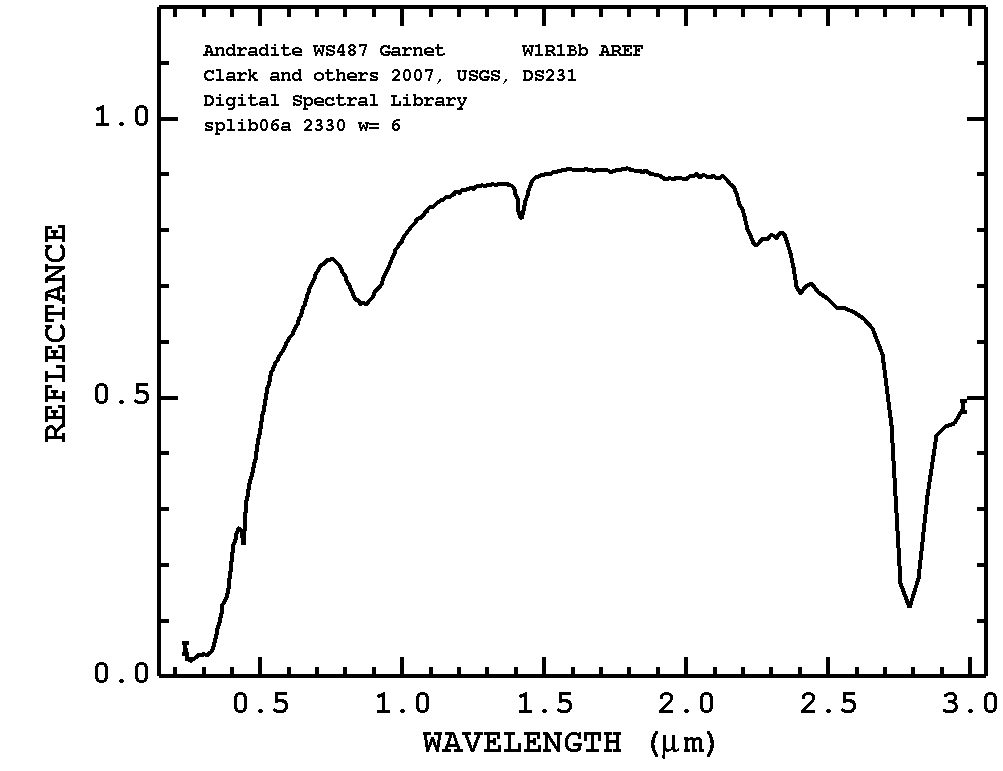 Andradite WS487 Garnet W1R1Bb AREF
Clark and others 2007, USGS, DS231
Digital Spectral Library
splib06a 2330 w= 6
1.0
0.5
0.0
REFLECTANCE
0.5 1.0 1.5 2.0 2.5 3.0
WAVELENGTH (μm)